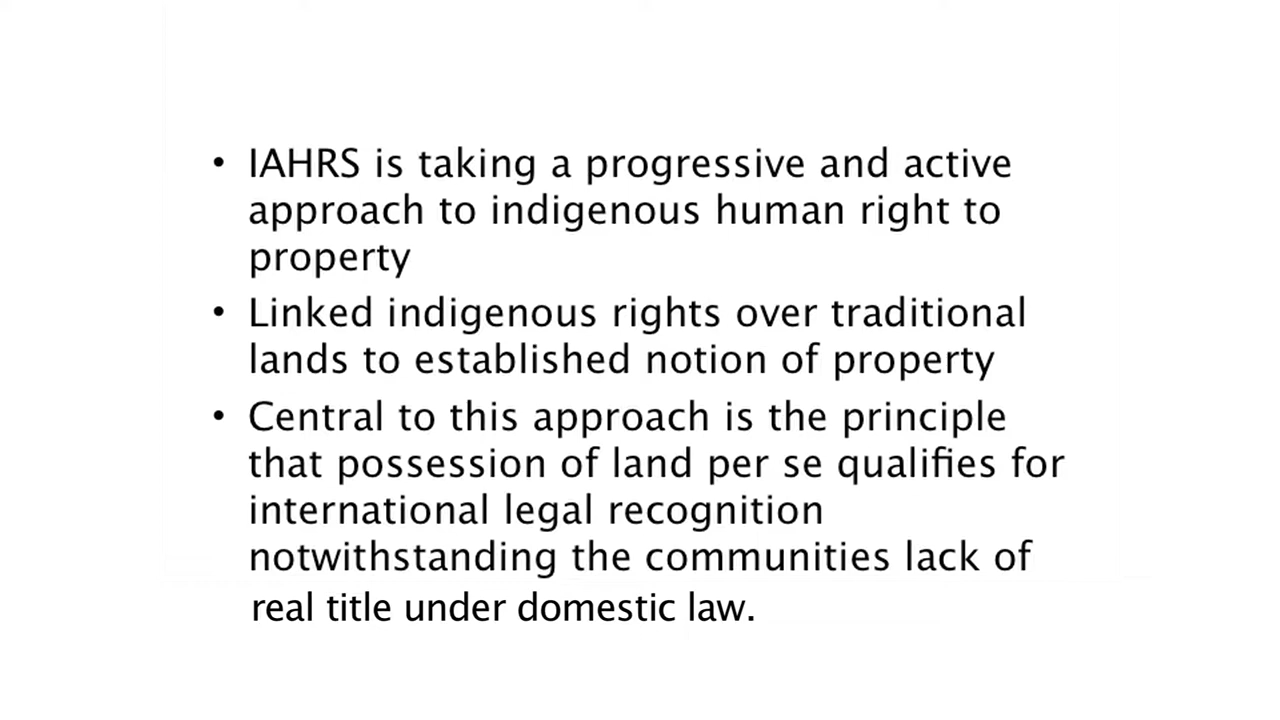 • IAHRS is taking a progressive and active
approach to indigenous human right to
property
• Linked indigenous rights over traditional
lands to established notion of property
• Central to this approach is the principle
that possession of land per se qualifies for
international legal recognition
notwithstanding the communities lack of
real title under domestic law.